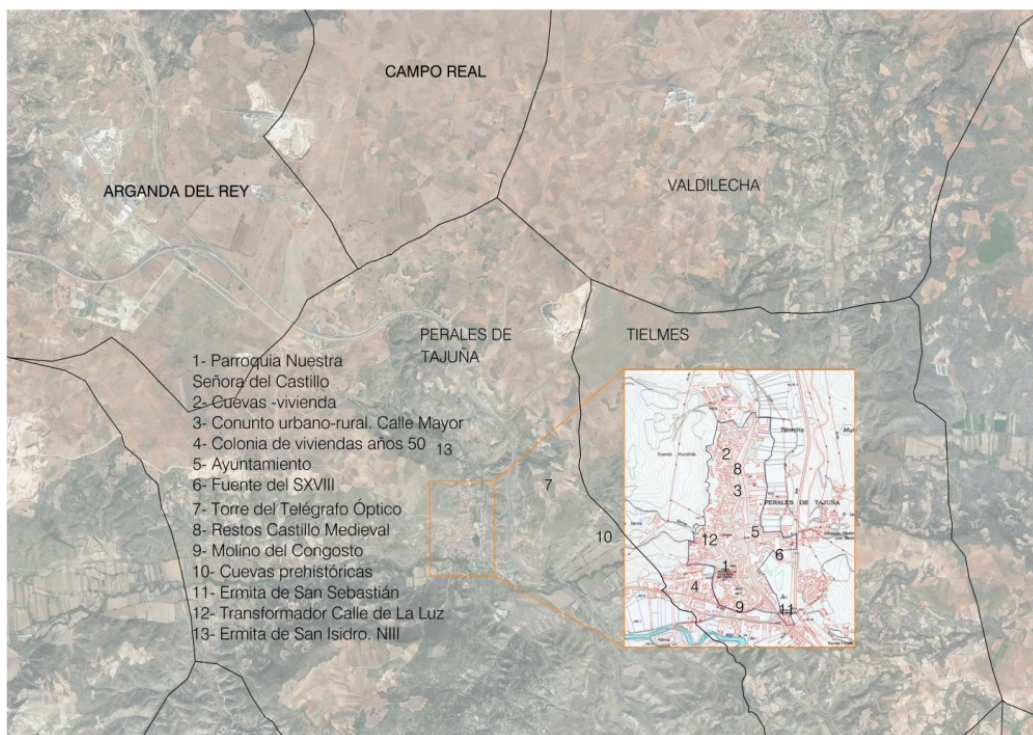 CAMPO REAL
ARGANDA DEL REY
VALDILECHA
PERALES DE
TAJUÑA
TIELMES
1- Parroquia Nuestra
Señora del Castillo
2- Cuevas -vivienda
3- Conunto urbano-rural. Calle Mayor
4- Colonia de viviendas años 50
5- Ayuntamiento
6- Fuente del SXVIII
7- Torre del Telégrafo Óptico
8- Restos Castillo Medieval
9- Molino del Congosto
10- Cuevas prehistóricas
11- Ermita de San Sebastián
12- Transformador Calle de La Luz
13- Ermita de San Isidro. NIII
13
7
10
2
8
3
PERALES DE TAJUÑA
12
5
6
1
4
9
11